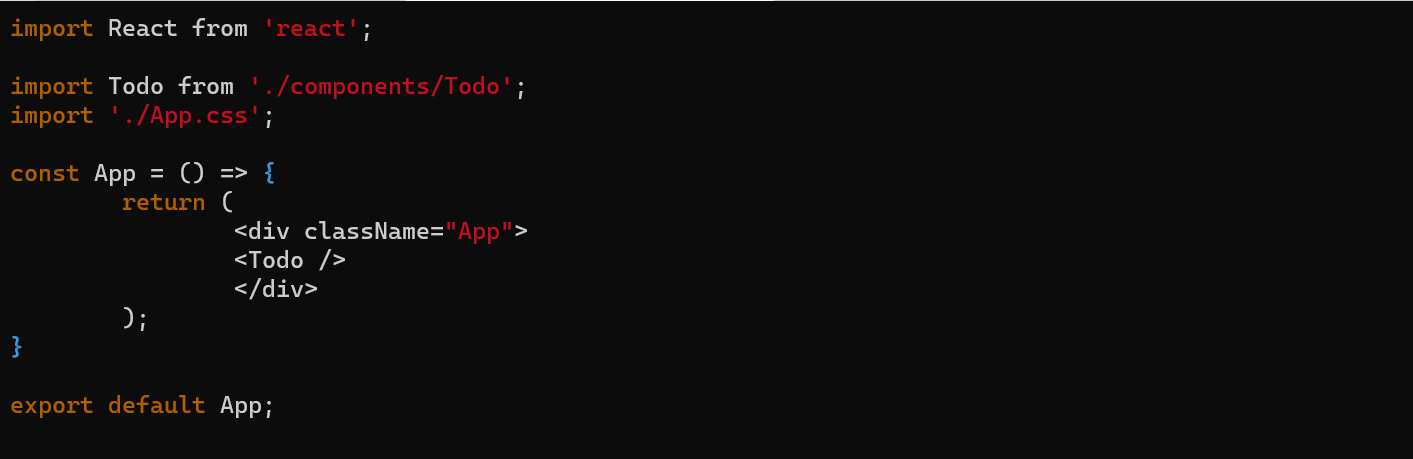 import React from 'react';
import Todo from './components/Todo';
import './App.css';
const App = () => {
return (
<div className="App">
<Todo />
</div>
);
}
export default App;